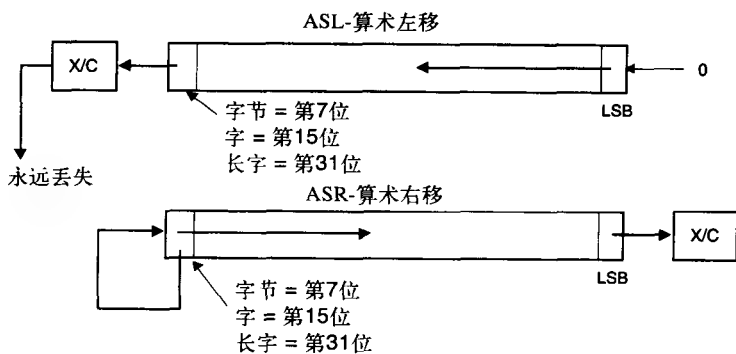 ASL-算术左移
X/C
0
LSB
字节 = 第7位
字 = 第15位
长字 = 第31位
永远丢失
ASR-算术右移
X/C
LSB
字节 = 第7位
字 = 第15位
长字 = 第31位